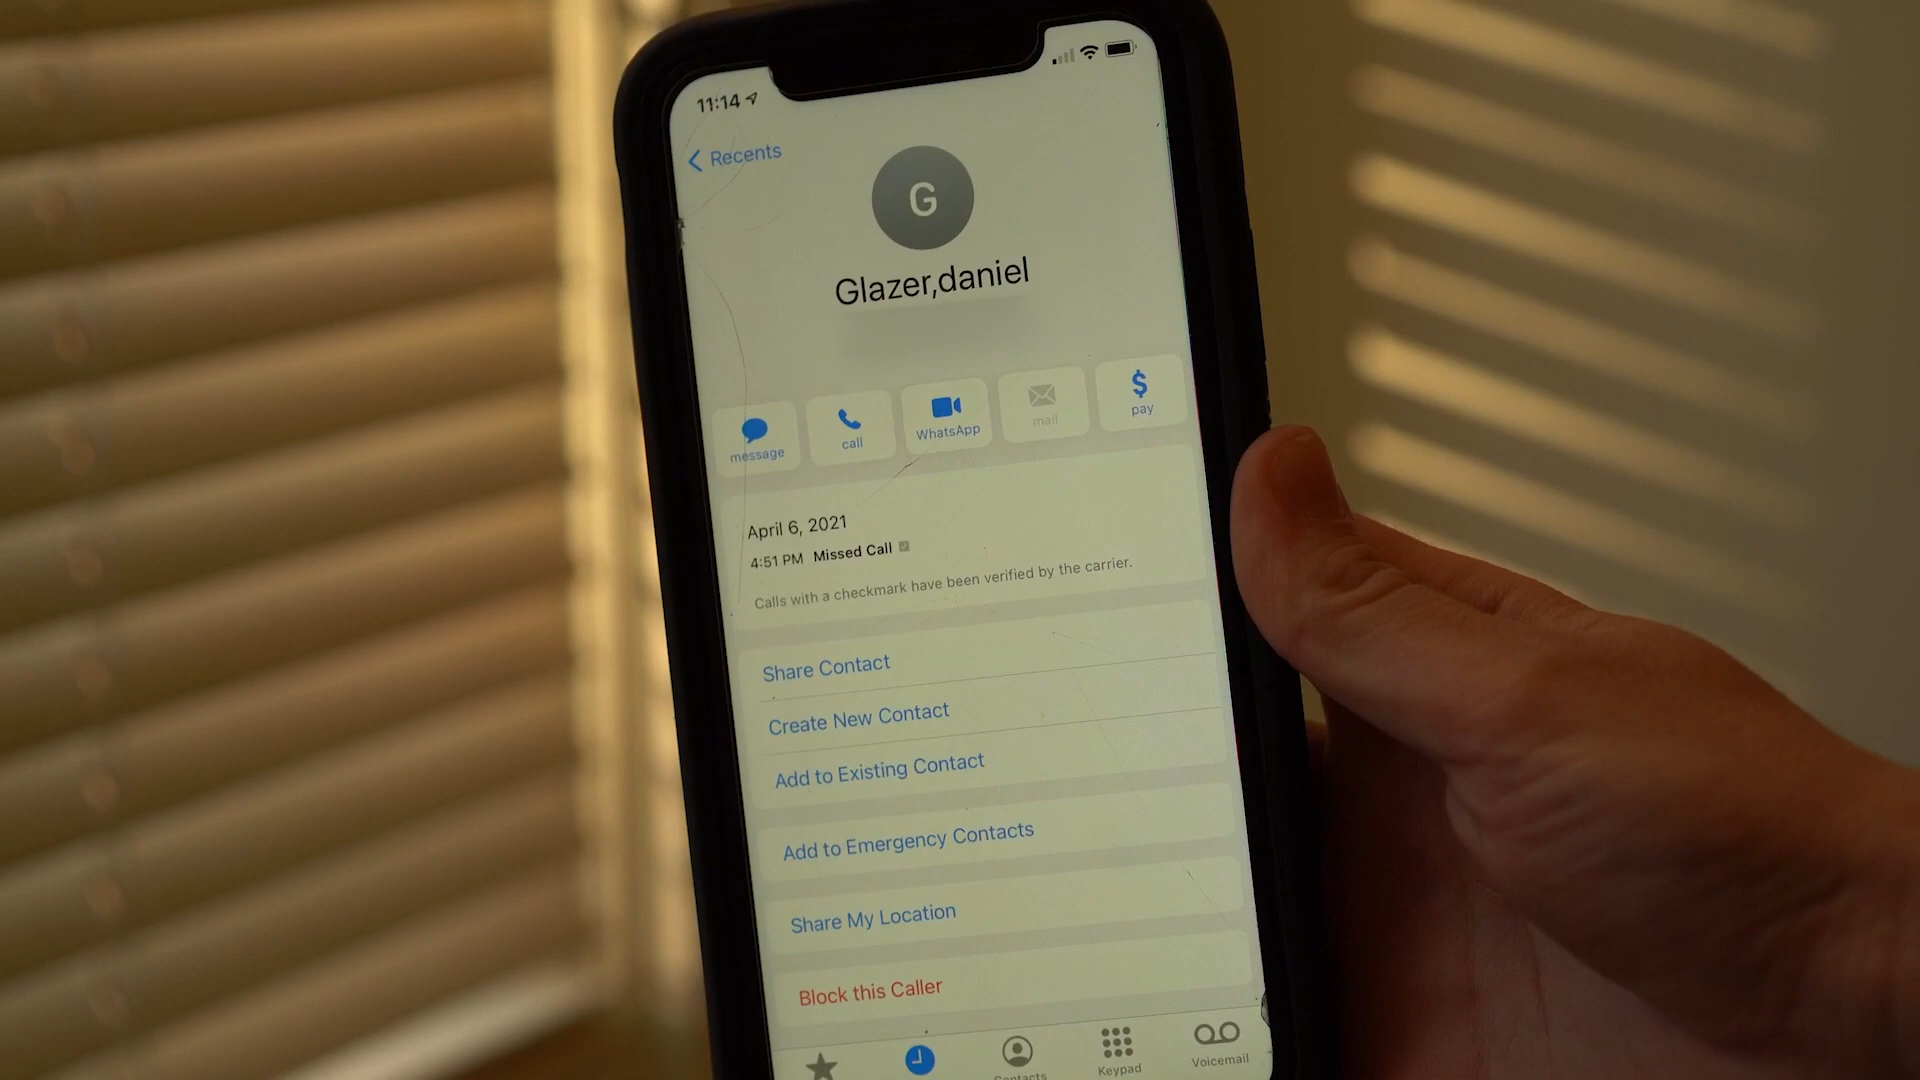 11:14
Recents
G
Glazer,daniel
message
call
WhatsApp
mail
$
pay
April 6, 2021
4:51 PM Missed Call
Calls with a checkmark have been verified by the carrier.
Share Contact
Create New Contact
Add to Existing Contact
Add to Emergency Contacts
Share My Location
Block this Caller
Contacts
Keypad
Voicemail